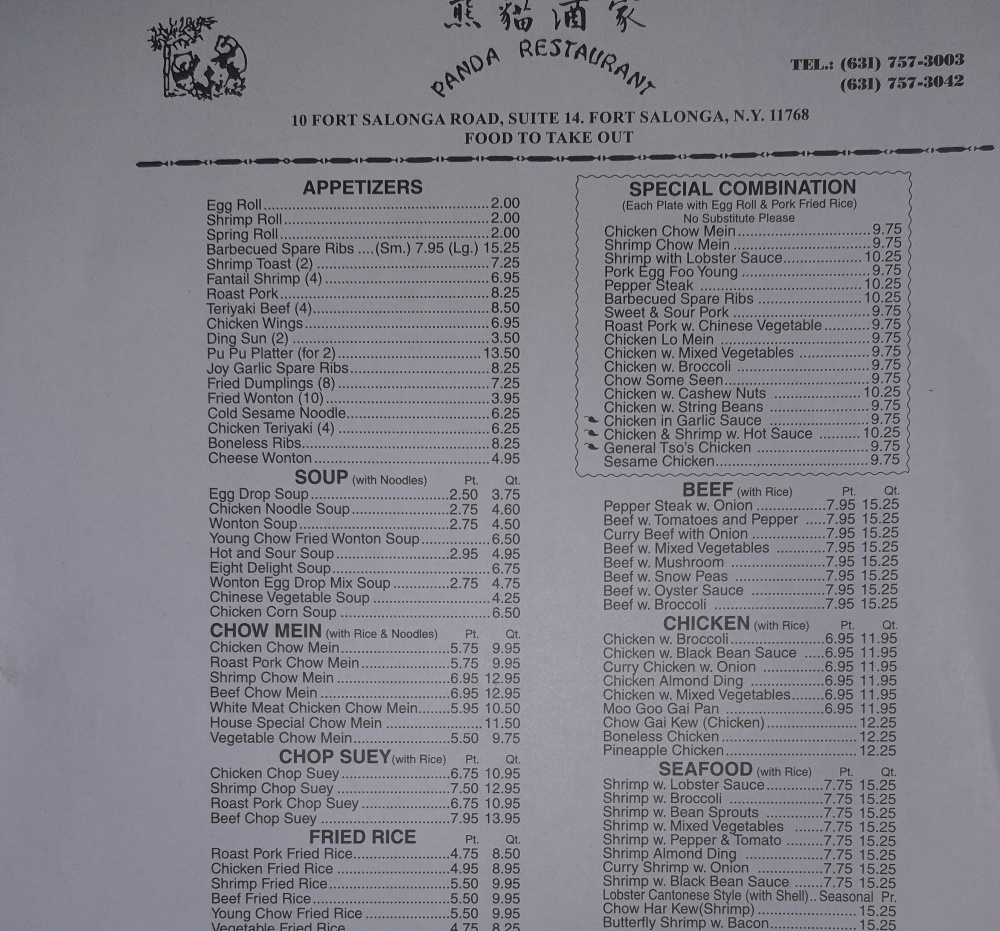 熊貓酒家
PANDA RESTAURANT
TEL.: (631) 757-3003
(631) 757-3042
10 FORT SALONGA ROAD, SUITE 14. FORT SALONGA, N.Y. 11768
FOOD TO TAKE OUT
APPETIZERS
Egg Roll 2.00
Shrimp Roll 2.00
Spring Roll 2.00
Barbecued Spare Ribs ....(Sm.) 7.95 (Lg.) 15.25
Shrimp Toast (2) 7.25
Fantail Shrimp (4) 6.95
Roast Pork 8.25
Teriyaki Beef (4) 8.50
Chicken Wings 6.95
Ding Sun (2) 3.50
Pu Pu Platter (for 2) 13.50
Joy Garlic Spare Ribs 8.25
Fried Dumplings (8) 7.25
Fried Wonton (10) 3.95
Cold Sesame Noodle 6.25
Chicken Teriyaki (4) 6.25
Boneless Ribs 8.25
Cheese Wonton 4.95
SOUP (with Noodles) Pt. Qt.
Egg Drop Soup 2.50 3.75
Chicken Noodle Soup 2.75 4.60
Wonton Soup 2.75 4.50
Young Chow Fried Wonton Soup 6.50
Hot and Sour Soup 2.95 4.95
Eight Delight Soup 6.75
Wonton Egg Drop Mix Soup 2.75 4.75
Chinese Vegetable Soup 4.25
Chicken Corn Soup 6.50
CHOW MEIN (with Rice & Noodles) Pt. Qt.
Chicken Chow Mein 5.75 9.95
Roast Pork Chow Mein 5.75 9.95
Shrimp Chow Mein 6.95 12.95
Beef Chow Mein 6.95 12.95
White Meat Chicken Chow Mein 5.95 10.50
House Special Chow Mein 11.50
Vegetable Chow Mein 5.50 9.75
CHOP SUEY (with Rice) Pt. Qt.
Chicken Chop Suey 6.75 10.95
Shrimp Chop Suey 7.50 12.95
Roast Pork Chop Suey 6.75 10.95
Beef Chop Suey 7.95 13.95
FRIED RICE Pt. Qt.
Roast Pork Fried Rice 4.75 8.50
Chicken Fried Rice 4.95 8.95
Shrimp Fried Rice 5.50 9.95
Beef Fried Rice 5.50 9.95
Young Chow Fried Rice 5.50 9.95
Vegetable Fried Rice 4.75 8.25
SPECIAL COMBINATION
(Each Plate with Egg Roll & Pork Fried Rice)
No Substitute Please
Chicken Chow Mein 9.75
Shrimp Chow Mein 9.75
Shrimp with Lobster Sauce 10.25
Pork Egg Foo Young 9.75
Pepper Steak 10.25
Barbecued Spare Ribs 10.25
Sweet & Sour Pork 9.75
Roast Pork w. Chinese Vegetable 9.75
Chicken Lo Mein 9.75
Chicken w. Mixed Vegetables 9.75
Chicken w. Broccoli 9.75
Chow Some Seen 9.75
Chicken w. Cashew Nuts 10.25
Chicken w. String Beans 9.75
Chicken in Garlic Sauce 9.75
Chicken & Shrimp w. Hot Sauce 10.25
General Tso's Chicken 9.75
Sesame Chicken 9.75
BEEF (with Rice) Pt. Qt.
Pepper Steak w. Onion 7.95 15.25
Beef w. Tomatoes and Pepper 7.95 15.25
Curry Beef with Onion 7.95 15.25
Beef w. Mixed Vegetables 7.95 15.25
Beef w. Mushroom 7.95 15.25
Beef w. Snow Peas 7.95 15.25
Beef w. Oyster Sauce 7.95 15.25
Beef w. Broccoli 7.95 15.25
CHICKEN (with Rice) Pt. Qt.
Chicken w. Broccoli 6.95 11.95
Chicken w. Black Bean Sauce 6.95 11.95
Curry Chicken w. Onion 6.95 11.95
Chicken Almond Ding 6.95 11.95
Chicken w. Mixed Vegetables 6.95 11.95
Moo Goo Gai Pan 6.95 11.95
Chow Gai Kew (Chicken) 12.25
Boneless Chicken 12.25
Pineapple Chicken 12.25
SEAFOOD (with Rice) Pt. Qt.
Shrimp w. Lobster Sauce 7.75 15.25
Shrimp w. Broccoli 7.75 15.25
Shrimp w. Bean Sprouts 7.75 15.25
Shrimp w. Mixed Vegetables 7.75 15.25
Shrimp w. Pepper & Tomato 7.75 15.25
Shrimp Almond Ding 7.75 15.25
Curry Shrimp w. Onion 7.75 15.25
Shrimp w. Black Bean Sauce 7.75 15.25
Lobster Cantonese Style (with Shell).. Seasonal Pr.
Chow Har Kew(Shrimp) 15.25
Butterfly Shrimp w. Bacon 15.25